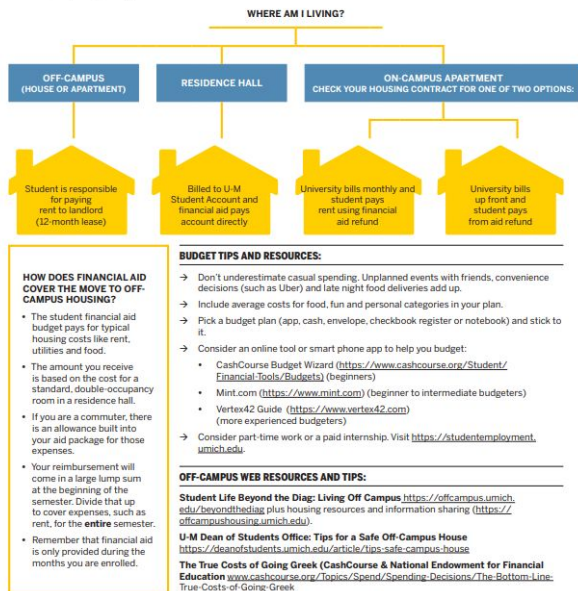 WHERE AM I LIVING?
OFF-CAMPUS
(HOUSE OR APARTMENT)
RESIDENCE HALL
ON-CAMPUS APARTMENT
CHECK YOUR HOUSING CONTRACT FOR ONE OF TWO OPTIONS:
Student is responsible
for paying
rent to landlord
(12-month lease)
Billed to U-M
Student Account and
financial aid pays
account directly
University bills monthly and
student pays
rent using financial
aid refund
University bills
up front and
student pays
from aid refund
HOW DOES FINANCIAL AID
COVER THE MOVE TO OFF-
CAMPUS HOUSING?
• The student financial aid
budget pays for typical
housing costs like rent,
utilities and food.
• The amount you receive
is based on the cost for a
standard, double-occupancy
room in a residence hall.
• If you are a commuter, there
is an allowance built into
your aid package for those
expenses.
• Your reimbursement will
come in a large lump sum
at the beginning of the
semester. Divide that up
to cover expenses, such as
rent, for the entire semester.
• Remember that financial aid
is only provided during the
months you are enrolled.
BUDGET TIPS AND RESOURCES:
→ Don't underestimate casual spending. Unplanned events with friends, convenience
decisions (such as Uber) and late night food deliveries add up.
→ Include average costs for food, fun and personal categories in your plan.
→ Pick a budget plan (app, cash, envelope, checkbook register or notebook) and stick to
it.
→ Consider an online tool or smart phone app to help you budget:
• CashCourse Budget Wizard (https://www.cashcourse.org/Student/
Financial-Tools/Budgets) (beginners)
• Mint.com (https://www.mint.com) (beginner to intermediate budgeters)
• Vertex42 Guide (https://www.vertex42.com)
(more experienced budgeters)
→ Consider part-time work or a paid internship. Visit https://studentemployment.
umich.edu.
OFF-CAMPUS WEB RESOURCES AND TIPS:
Student Life Beyond the Diag: Living Off Campus https://offcampus.umich.
edu/beyondthediag plus housing resources and information sharing (https://
offcampushousing.umich.edu).
U-M Dean of Students Office: Tips for a Safe Off-Campus House
https://deanofstudents.umich.edu/article/tips-safe-campus-house
The True Costs of Going Greek (CashCourse & National Endowment for Financial
Education www.cashcourse.org/Topics/Spend/Spending-Decisions/The-Bottom-Line-
True-Costs-of-Going-Greek